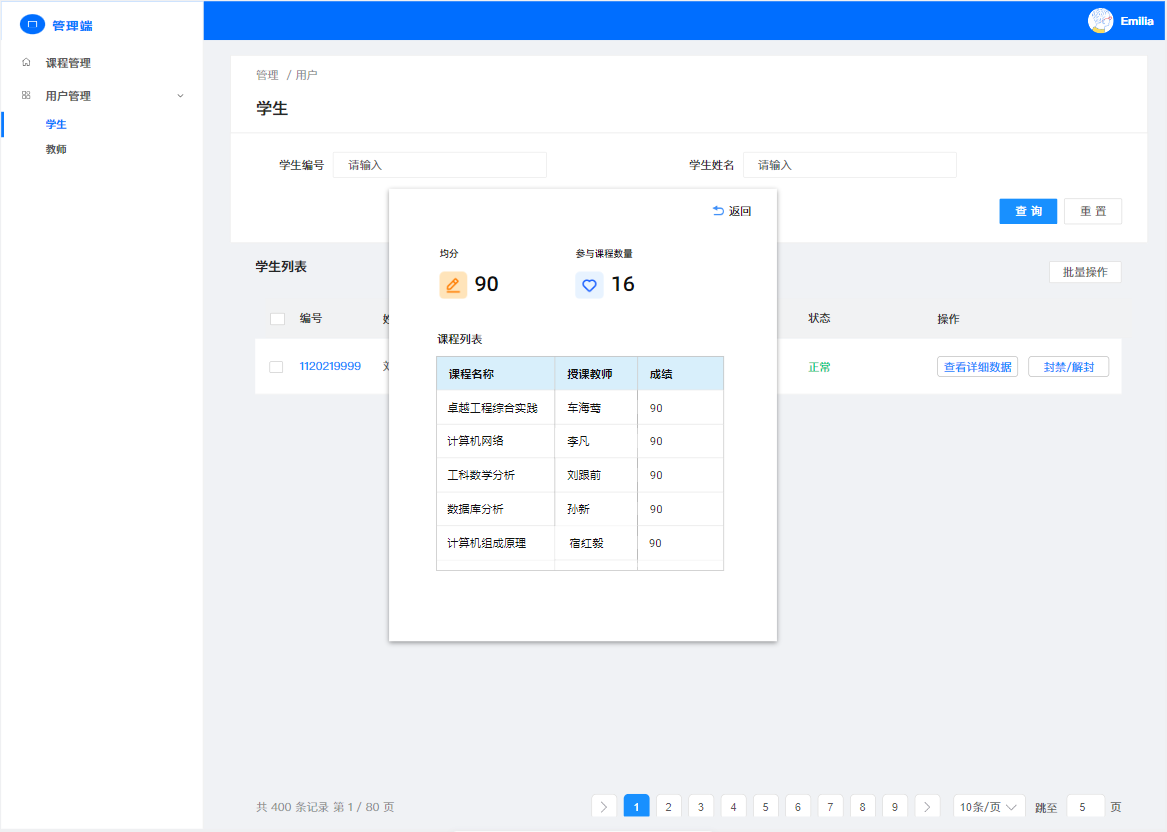 管理端
Emilia
课程管理
用户管理
学生
教师
管理 / 用户
学生
学生编号 请输入
学生姓名 请输入
查 询
重 置
返回
均分
90
参与课程数量
16
课程列表
课程名称 授课教师 成绩
卓越工程综合实践 车海莺 90
计算机网络 李凡 90
工科数学分析 刘跟前 90
数据库分析 孙新 90
计算机组成原理 宿红毅 90
学生列表
批量操作
编号 状态 操作
1120219999 正常 查看详细数据 封禁/解封
共 400 条记录 第 1 / 80 页
1 2 3 4 5 6 7 8 9 10条/页 跳至 5 页